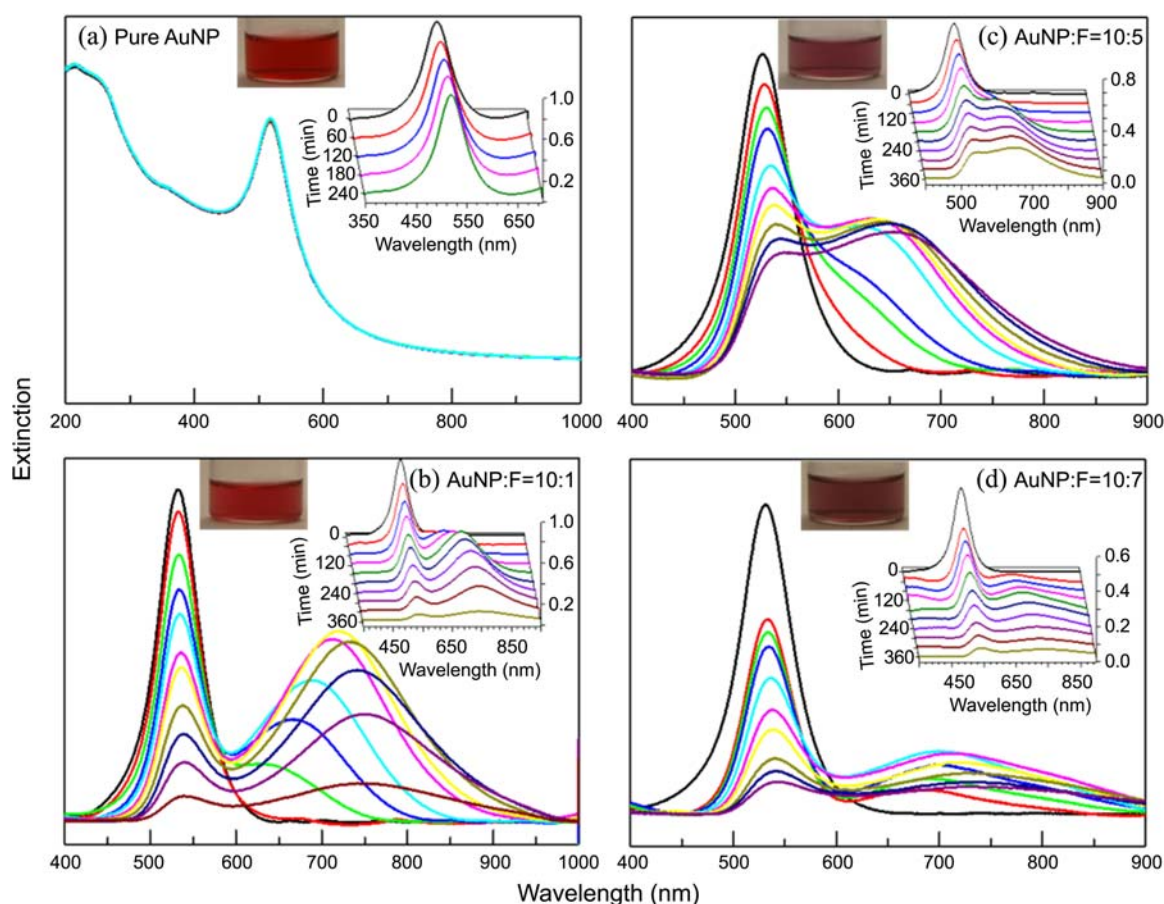 Extinction
(a) Pure AuNP
1.0
0.6
0.2
Time (min)
0
60
120
180
240
350 450 550 650
Wavelength (nm)
200 400 600 800 1000
(c) AuNP:F=10:5
0.8
0.4
0.0
Time (min)
0
120
240
360
500 600 700 800 900
Wavelength (nm)
400 500 600 700 800 900
(b) AuNP:F=10:1
1.0
0.6
0.2
Time (min)
0
120
240
360
450 650 850
Wavelength (nm)
400 500 600 700 800 900 1000
(d) AuNP:F=10:7
0.6
0.4
0.2
0.0
Time (min)
0
120
240
360
450 650 850
Wavelength (nm)
400 500 600 700 800 900
Wavelength (nm)